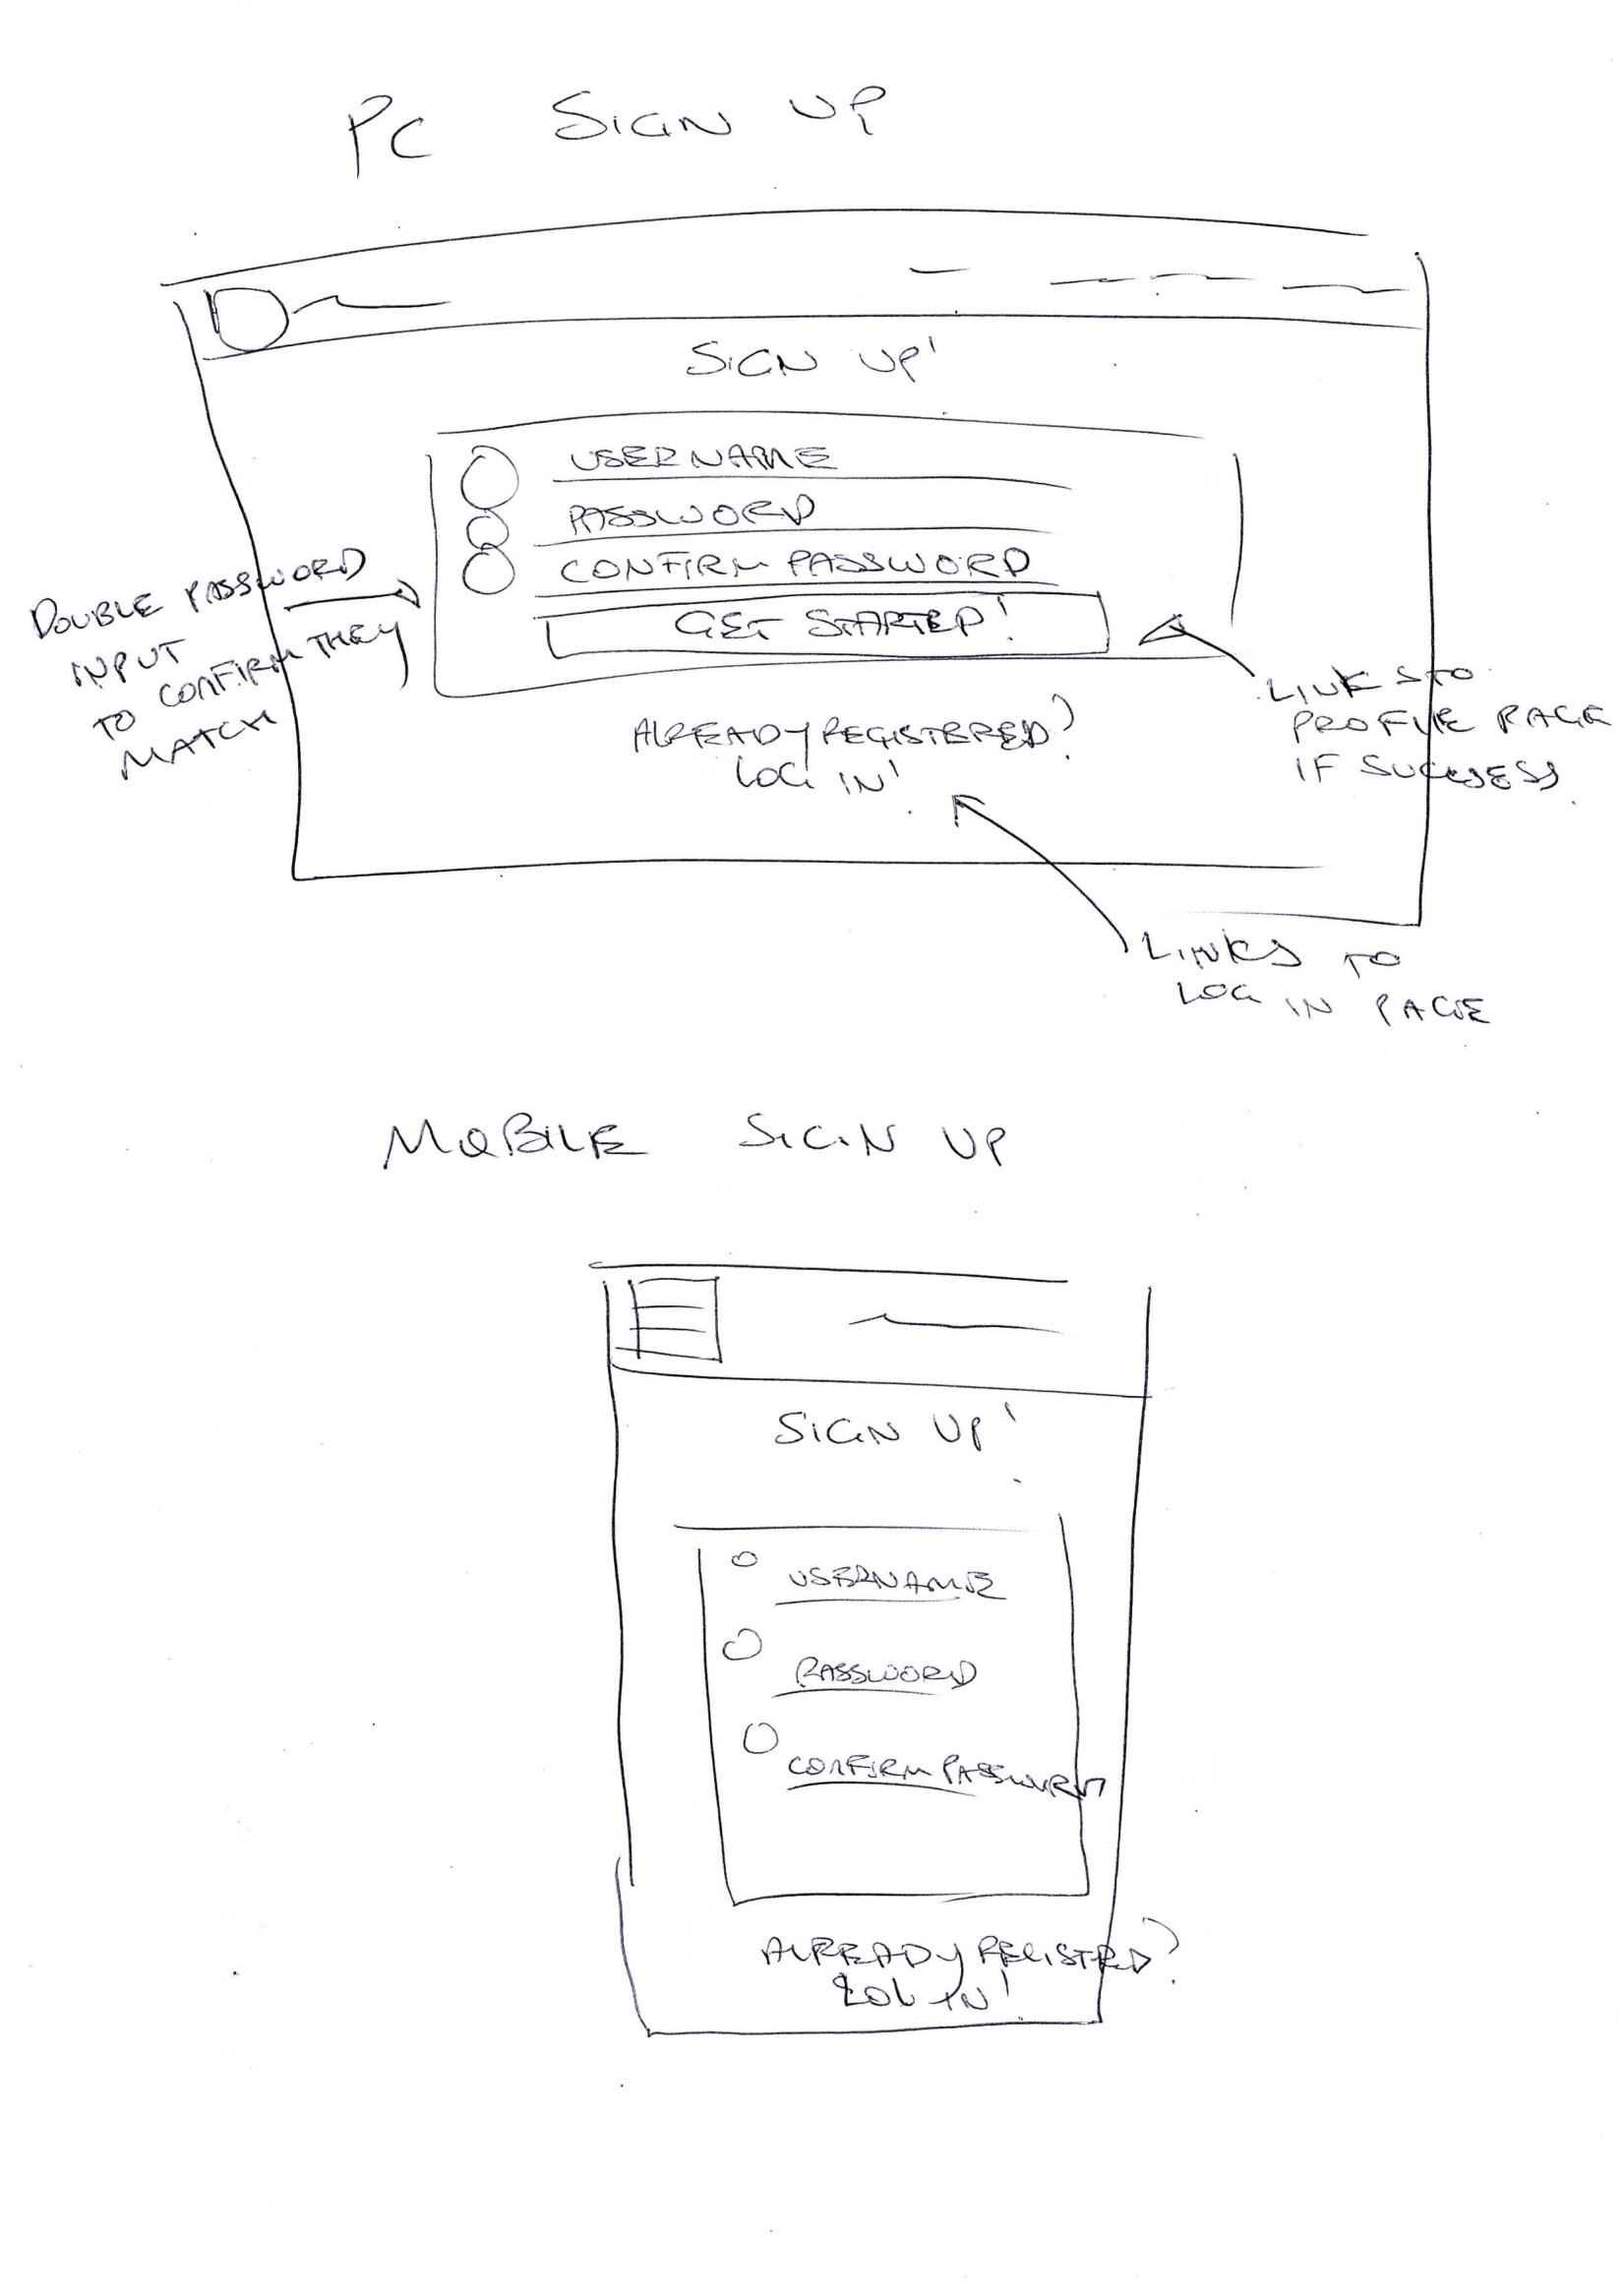 PC SIGN UP
SIGN UP!
USERNAME
PASSWORD
CONFIRM PASSWORD
GET STARTED!
DOUBLE PASSWORD
INPUT
TO CONFIRM THEY
MATCH
LINKS TO
PROFILE PAGE
IF SUCCESS
ALREADY REGISTERED?
LOG IN!
LINKS TO
LOG IN PAGE
MOBILE SIGN UP
SIGN UP!
USERNAME
PASSWORD
CONFIRM PASSWORD
ALREADY REGISTRD?
LOG IN!